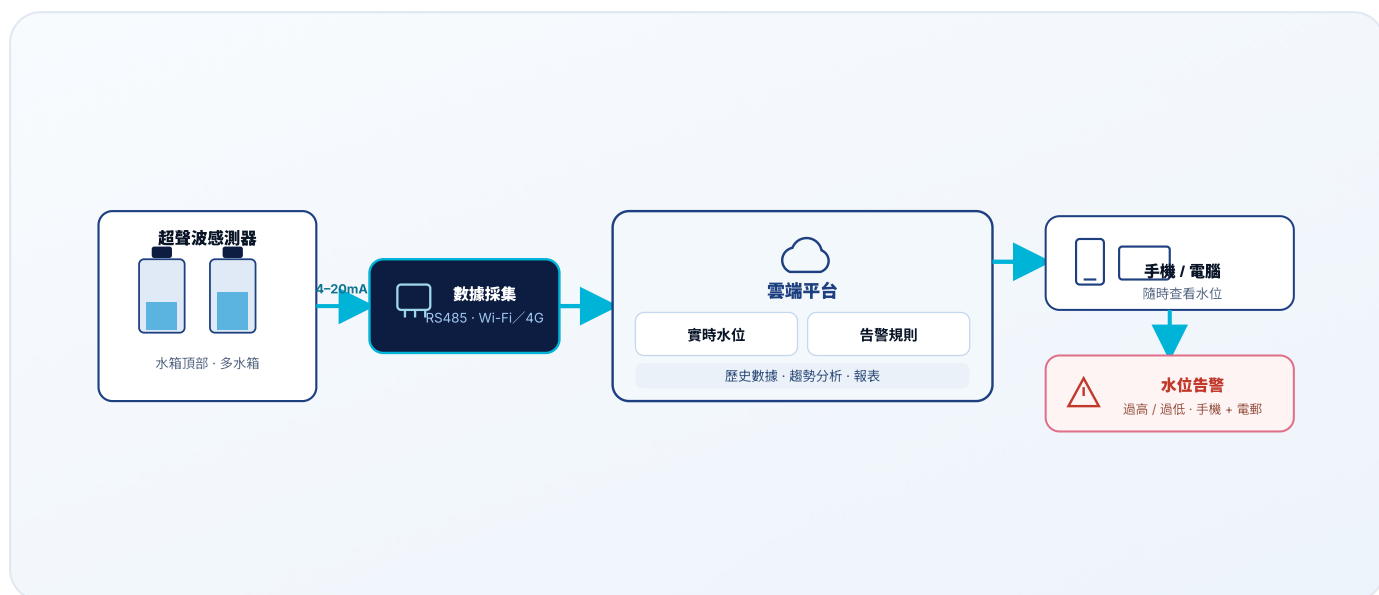 超聲波感測器
水箱頂部 · 多水箱
4–20mA
數據採集
RS485 · Wi-Fi／4G
雲端平台
實時水位
告警規則
歷史數據 · 趨勢分析 · 報表
手機 / 電腦
隨時查看水位
水位告警
過高 / 過低 · 手機 + 電郵